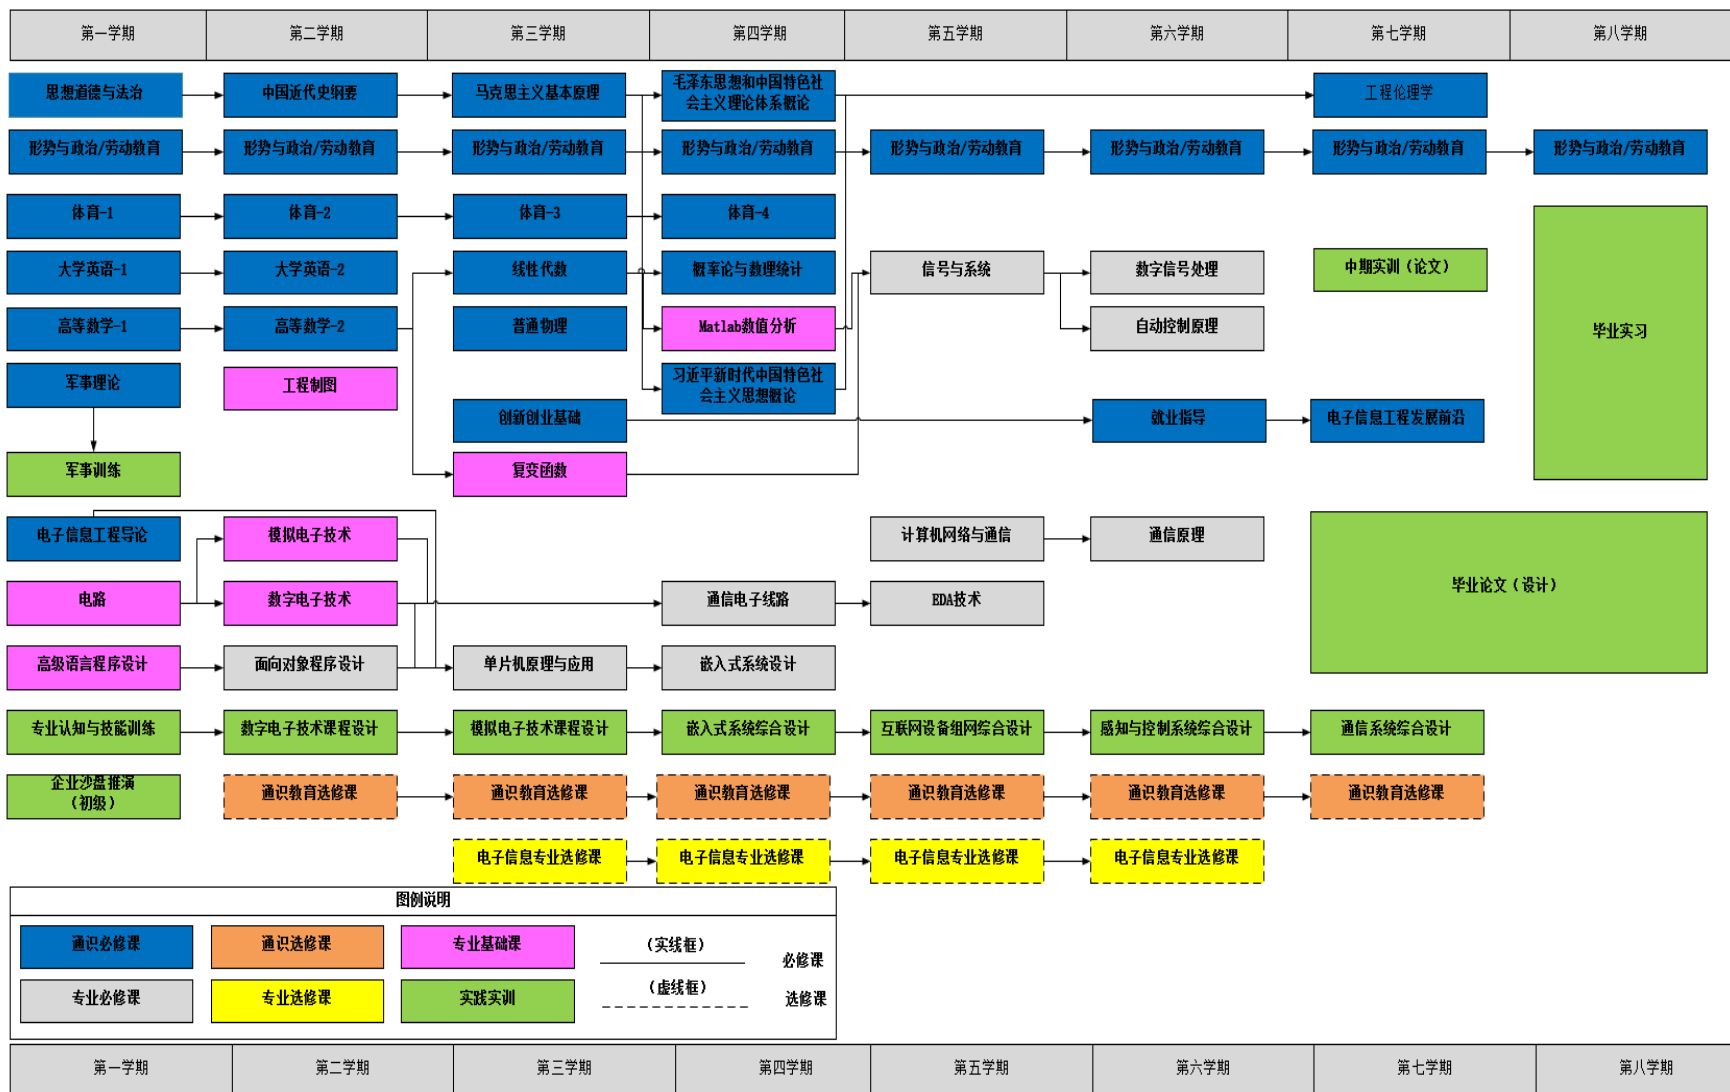 第一学期
第二学期
第三学期
第四学期
第五学期
第六学期
第七学期
第八学期
思想道德与法治
中国近代史纲要
马克思主义基本原理
毛泽东思想和中国特色社
会主义理论体系概论
工程伦理学
形势与政治/劳动教育
形势与政治/劳动教育
形势与政治/劳动教育
形势与政治/劳动教育
形势与政治/劳动教育
形势与政治/劳动教育
形势与政治/劳动教育
形势与政治/劳动教育
体育-1
体育-2
体育-3
体育-4
大学英语-1
大学英语-2
线性代数
概率论与数理统计
信号与系统
数字信号处理
中期实训（论文）
高等数学-1
高等数学-2
普通物理
Matlab数值分析
自动控制原理
毕业实习
军事理论
工程制图
习近平新时代中国特色社
会主义思想概论
创新创业基础
就业指导
电子信息工程发展前沿
军事训练
复变函数
电子信息工程导论
模拟电子技术
计算机网络与通信
通信原理
电路
数字电子技术
通信电子线路
EDA技术
毕业论文（设计）
高级语言程序设计
面向对象程序设计
单片机原理与应用
嵌入式系统设计
专业认知与技能训练
数字电子技术课程设计
模拟电子技术课程设计
嵌入式系统综合设计
互联网设备组网综合设计
感知与控制系统综合设计
通信系统综合设计
企业沙盘推演
（初级）
通识教育选修课
通识教育选修课
通识教育选修课
通识教育选修课
通识教育选修课
通识教育选修课
电子信息专业选修课
电子信息专业选修课
电子信息专业选修课
电子信息专业选修课
图例说明
通识必修课
通识选修课
专业基础课
（实线框）
必修课
专业必修课
专业选修课
实践实训
（虚线框）
选修课
第一学期
第二学期
第三学期
第四学期
第五学期
第六学期
第七学期
第八学期